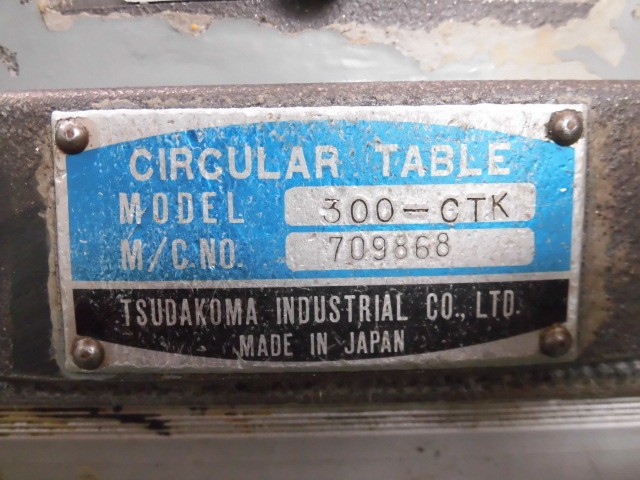 CIRCULAR TABLE
MODEL 300-CTK
M/C.NO. 709868
TSUDAKOMA INDUSTRIAL CO., LTD.
MADE IN JAPAN